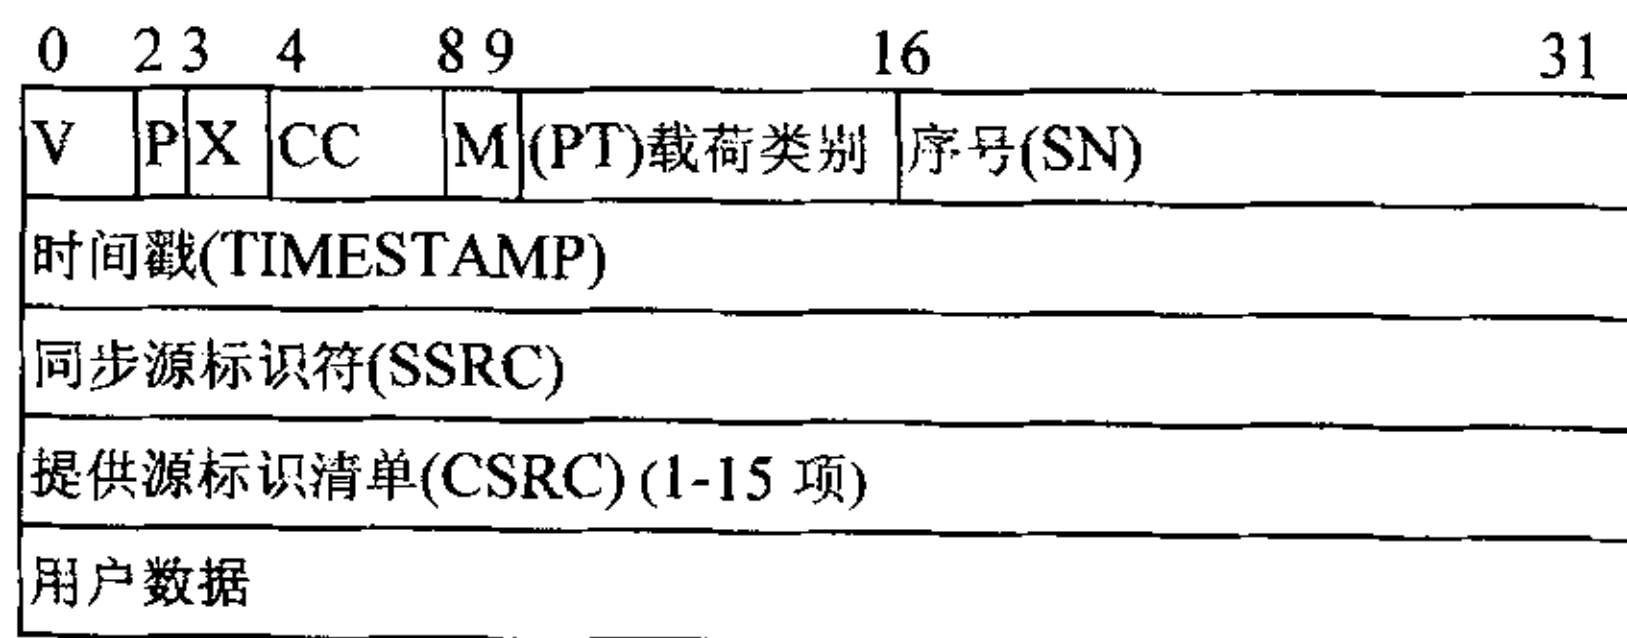 0 2 3 4 8 9 16 31
V P X CC M (PT)载荷类别 序号(SN)
时间戳(TIMESTAMP)
同步源标识符(SSRC)
提供源标识清单(CSRC) (1-15 项)
用户数据